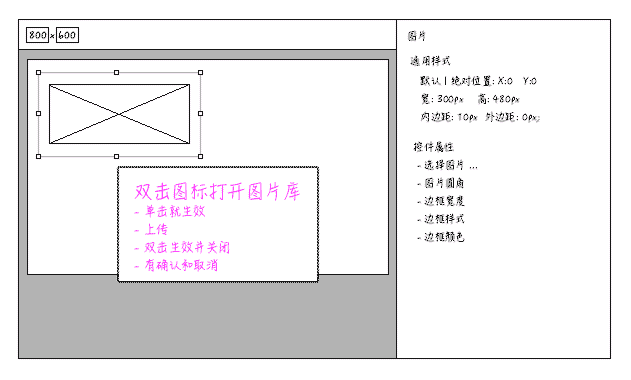 800 x 600
图片
通用样式
默认 | 绝对位置: X:0 Y:0
宽: 300px 高: 480px
内边距: 10px 外边距: 0px;
控件属性
- 选择图片 ...
- 图片圆角
- 边框宽度
- 边框样式
- 边框颜色
双击图标打开图片库
- 单击就生效
- 上传
- 双击生效并关闭
- 有确认和取消